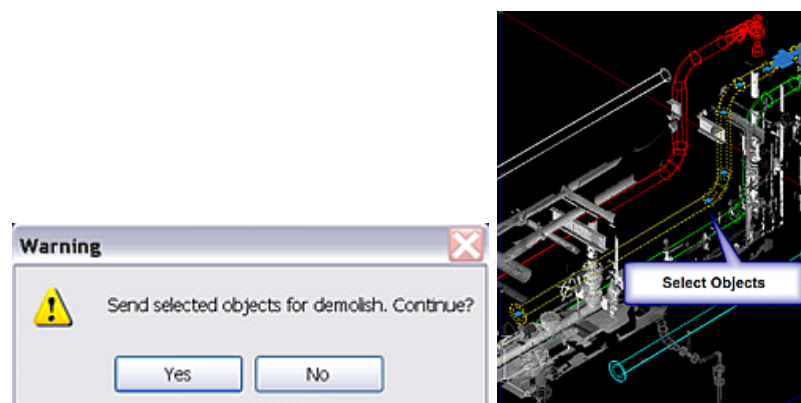 Warning
Send selected objects for demolish. Continue?
Yes
No
Select Objects